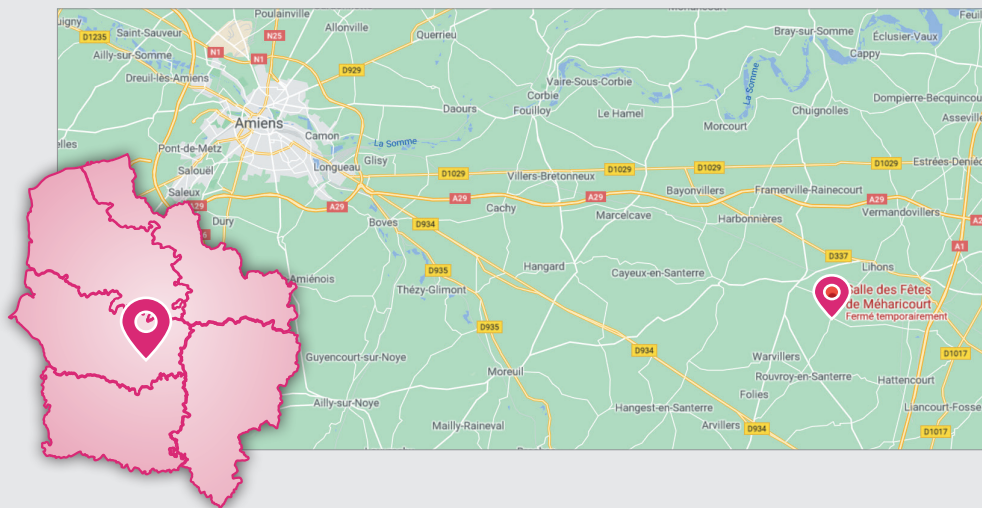 Poulainville
Allonville
Querrieu
Bray-sur-Somme
Éclusier-Vaux
Cappy
D1235
Saint-Sauveur
N25
N1
N1
D929
Ailly-sur-Somme
Dreuil-lès-Amiens
Vaire-Sous-Corbie
Corbie
La Somme
Dompierre-Becquincou
Daours
Fouilloy
Le Hamel
Chuignolles
Morcourt
Asseville
Amiens
Camon
La Somme
Pont-de-Metz
Glisy
Longueau
Salouël
D1029
Villers-Bretonneux
D1029
D1029
D1029
Estrées-Deniéc
Saleux
A29
A29
A29
A29
A29
Bayonvillers
Framerville-Rainecourt
Cachy
Marcelcave
Harbonnières
Vermandvillers
Dury
Boves
D934
A1
D337
Lihons
Hangard
Cayeux-en-Santerre
D935
Amiénois
Thézy-Glimont
Salle des Fêtes
de Méharicourt
Fermé temporairement
D935
D934
D1017
Guyencourt-sur-Noye
Warvillers
Moreuil
Rouvroy-en-Santerre
Hattencourt
Folies
Ailly-sur-Noye
Hangest-en-Santerre
Liancourt-Fosse
Mailly-Raineval
Arvillers
D934
D1017